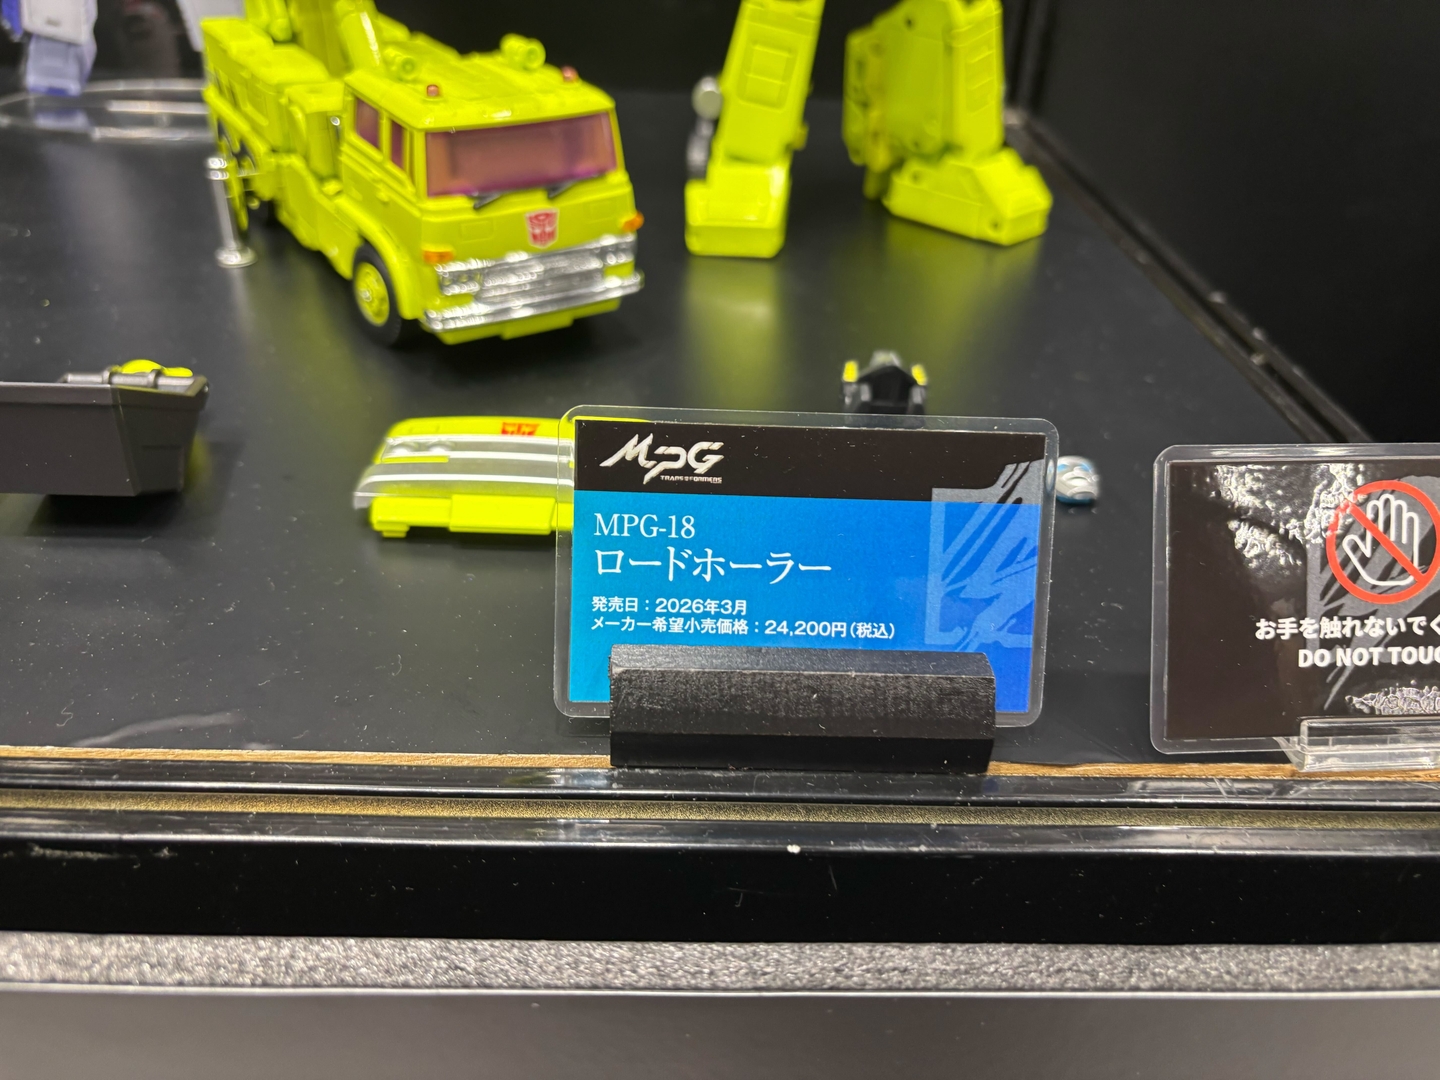 MPG
TRANSFORMERS
MPG-18
ロードホーラー
発売日：2026年3月
メーカー希望小売価格：24,200円(税込)
お手を触れないでく
DO NOT TOUC